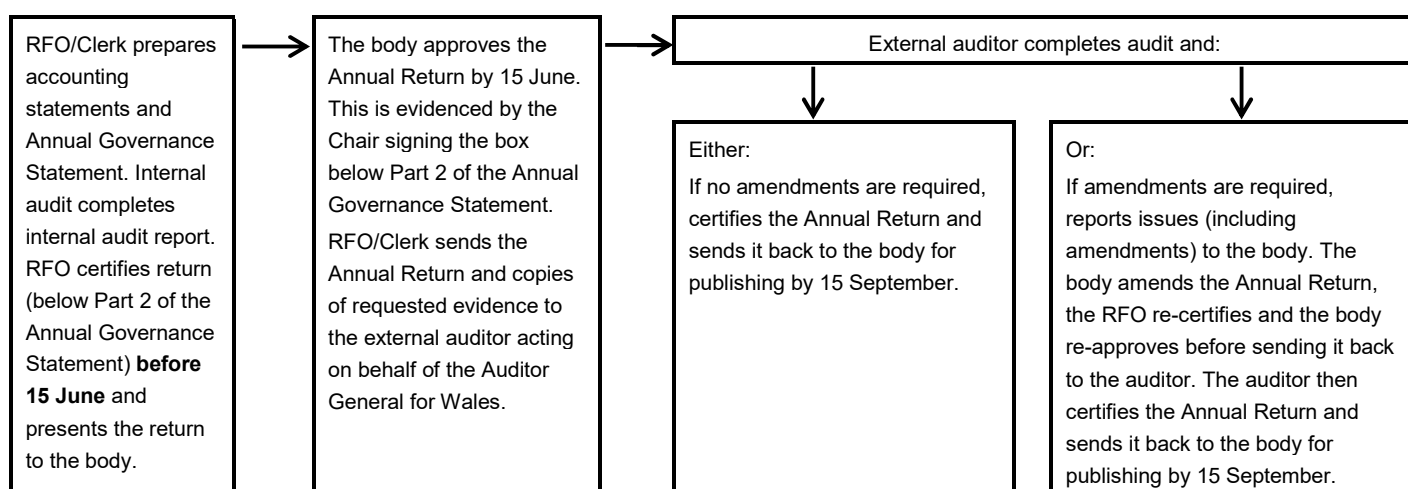 RFO/Clerk prepares
accounting
statements and
Annual Governance
Statement. Internal
audit completes
internal audit report.
RFO certifies return
(below Part 2 of the
Annual Governance
Statement) before
15 June and
presents the return
to the body.
The body approves the
Annual Return by 15 June.
This is evidenced by the
Chair signing the box
below Part 2 of the Annual
Governance Statement.
RFO/Clerk sends the
Annual Return and copies
of requested evidence to
the external auditor acting
on behalf of the Auditor
General for Wales.
External auditor completes audit and:
Either:
If no amendments are required,
certifies the Annual Return and
sends it back to the body for
publishing by 15 September.
Or:
If amendments are required,
reports issues (including
amendments) to the body. The
body amends the Annual Return,
the RFO re-certifies and the body
re-approves before sending it back
to the auditor. The auditor then
certifies the Annual Return and
sends it back to the body for
publishing by 15 September.